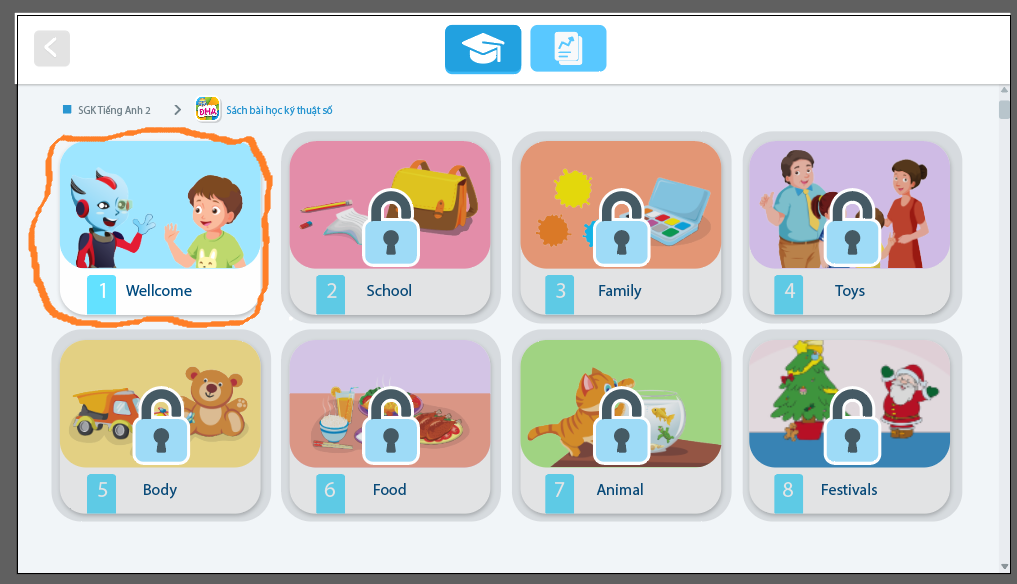 SGK Tiếng Anh 2
ĐHA
Sách bài học kỹ thuật số
1 Wellcome
2 School
3 Family
4 Toys
5 Body
6 Food
7 Animal
8 Festivals